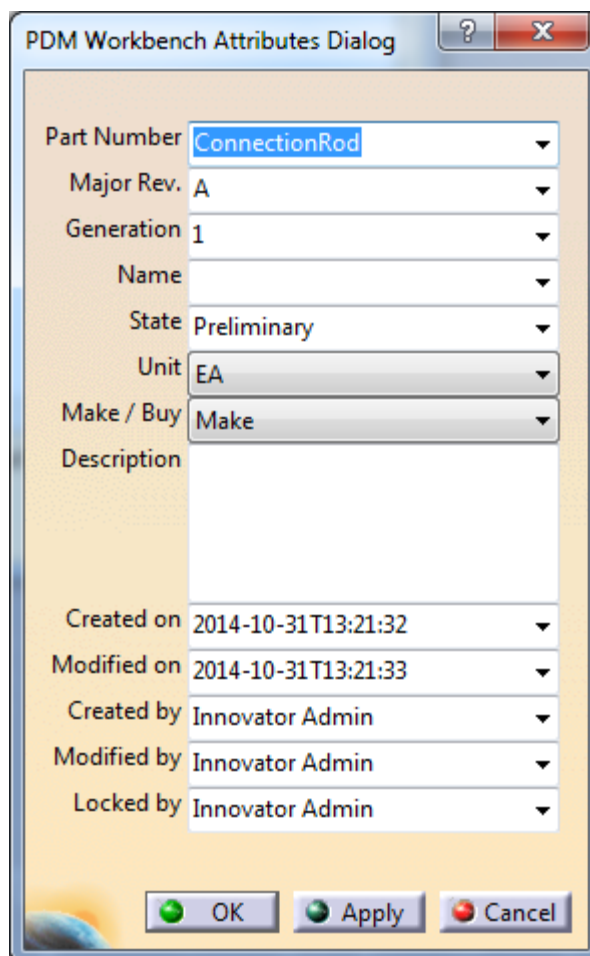 PDM Workbench Attributes Dialog ? X
Part Number ConnectionRod
Major Rev. A
Generation 1
Name
State Preliminary
Unit EA
Make / Buy Make
Description
Created on 2014-10-31T13:21:32
Modified on 2014-10-31T13:21:33
Created by Innovator Admin
Modified by Innovator Admin
Locked by Innovator Admin
OK Apply Cancel